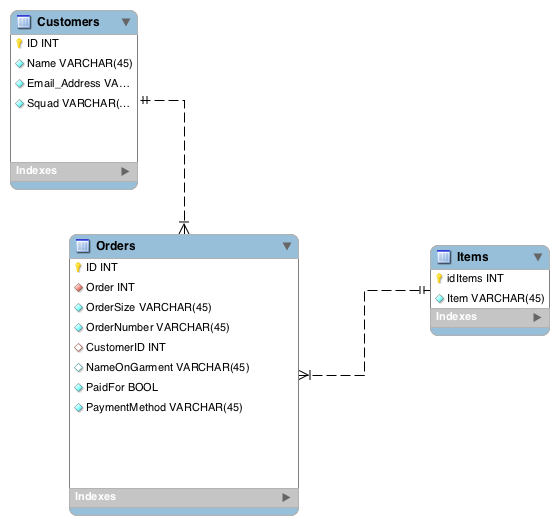 Customers
ID INT
Name VARCHAR(45)
Email_Address VA...
Squad VARCHAR(...
Indexes
Orders
ID INT
Order INT
OrderSize VARCHAR(45)
OrderNumber VARCHAR(45)
CustomerID INT
NameOnGarment VARCHAR(45)
PaidFor BOOL
PaymentMethod VARCHAR(45)
Indexes
Items
idItems INT
Item VARCHAR(45)
Indexes